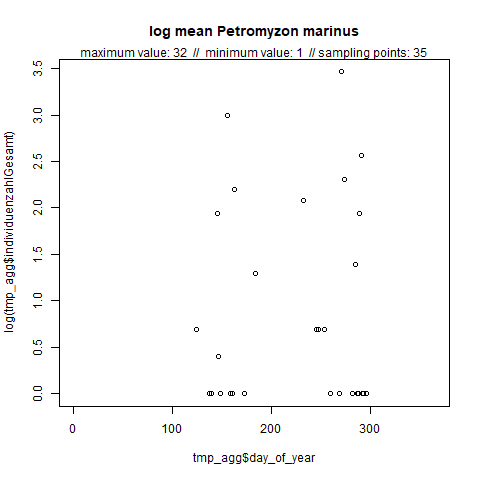 log mean Petromyzon marinus
maximum value: 32 // minimum value: 1 // sampling points: 35
log(tmp_agg$individuenzahlGesamt)
3.5
3.0
2.5
2.0
1.5
1.0
0.5
0.0
0 100 200 300
tmp_agg$day_of_year